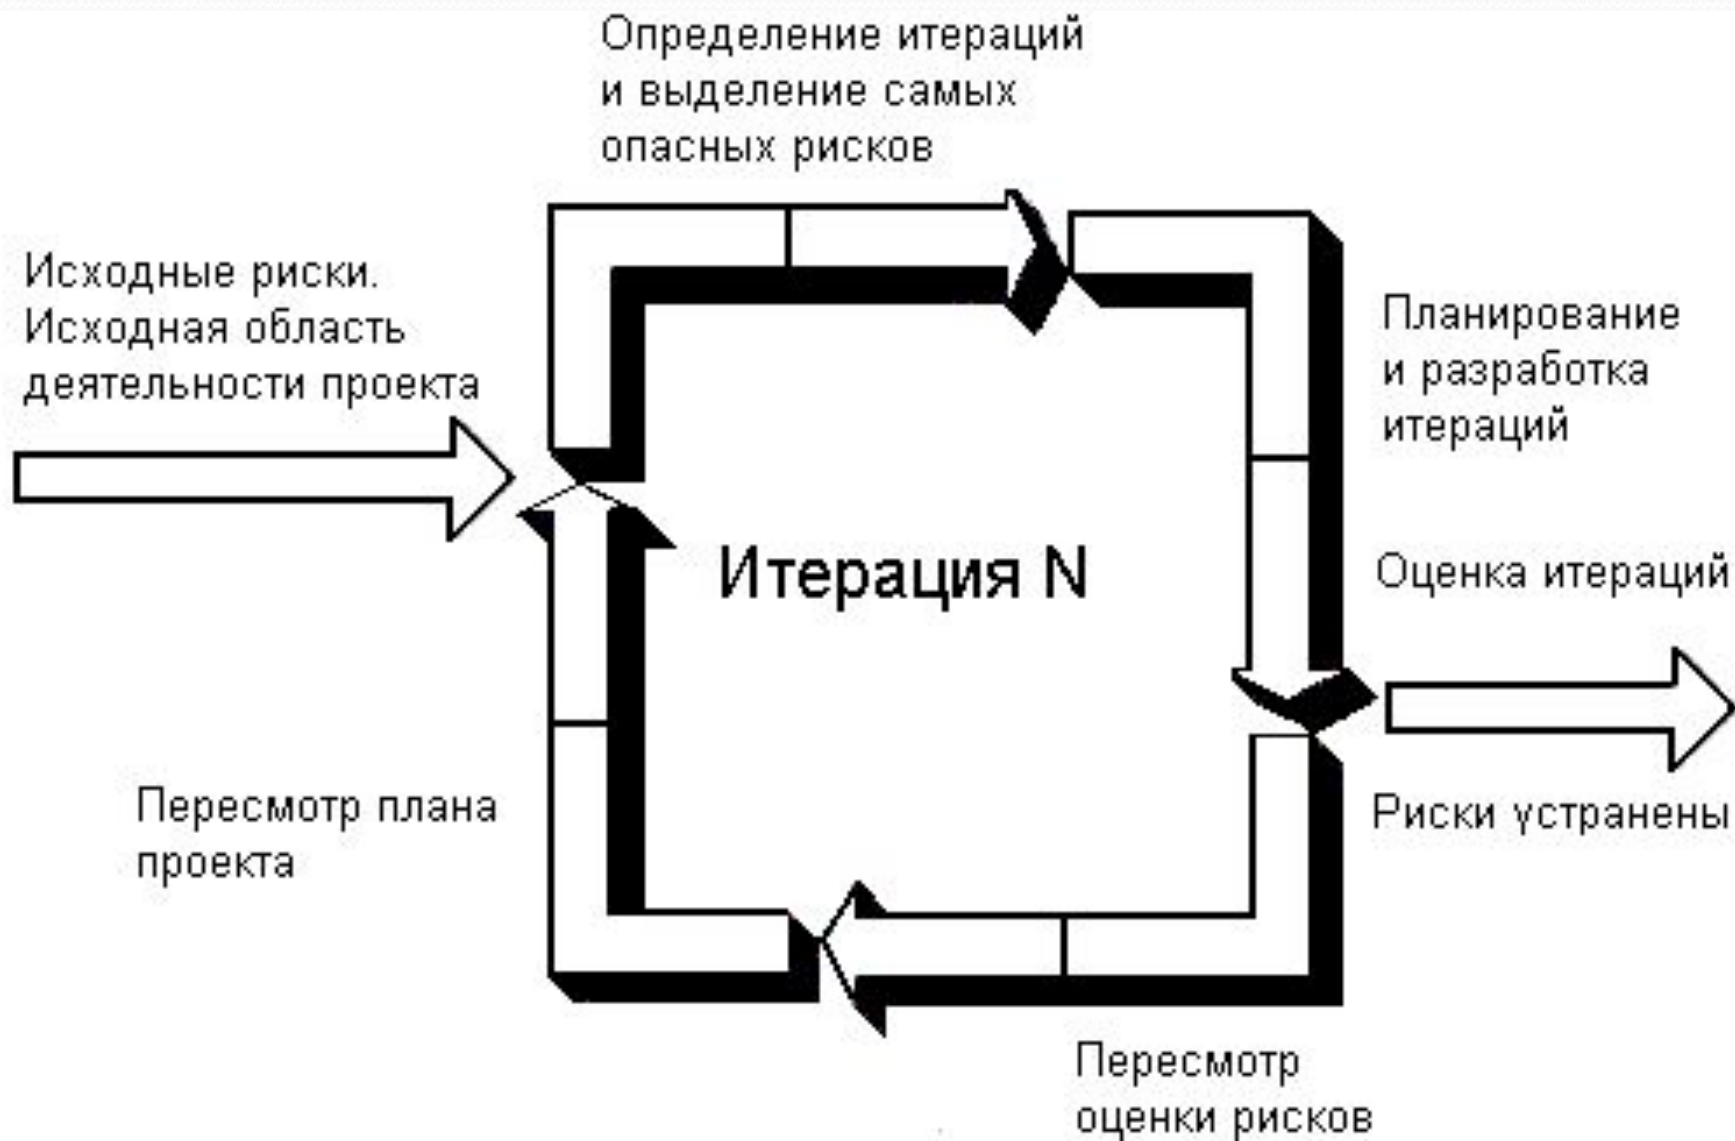 Определение итераций
и выделение самых
опасных рисков
Исходные риски.
Исходная область
деятельности проекта
Планирование
и разработка
итераций
Итерация N
Оценка итераций
Риски устранены
Пересмотр плана
проекта
Пересмотр
оценки рисков